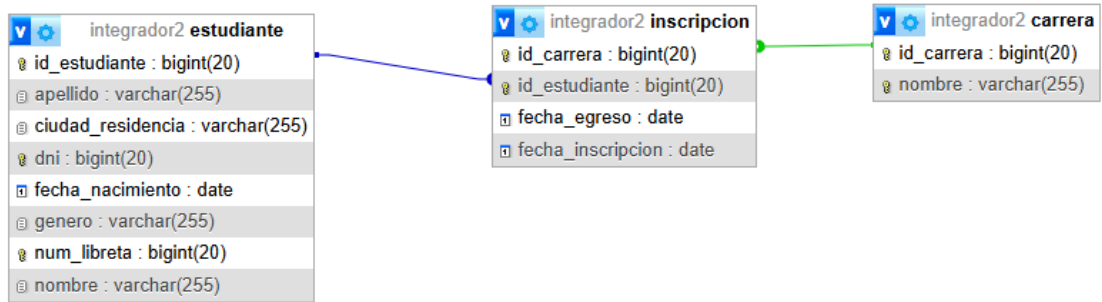 v integrador2 estudiante
id_estudiante : bigint(20)
apellido : varchar(255)
ciudad_residencia : varchar(255)
dni : bigint(20)
fecha_nacimiento : date
genero : varchar(255)
num_libreta : bigint(20)
nombre : varchar(255)
v integrador2 inscripcion
id_carrera : bigint(20)
id_estudiante : bigint(20)
fecha_egreso : date
fecha_inscripcion : date
v integrador2 carrera
id_carrera : bigint(20)
nombre : varchar(255)